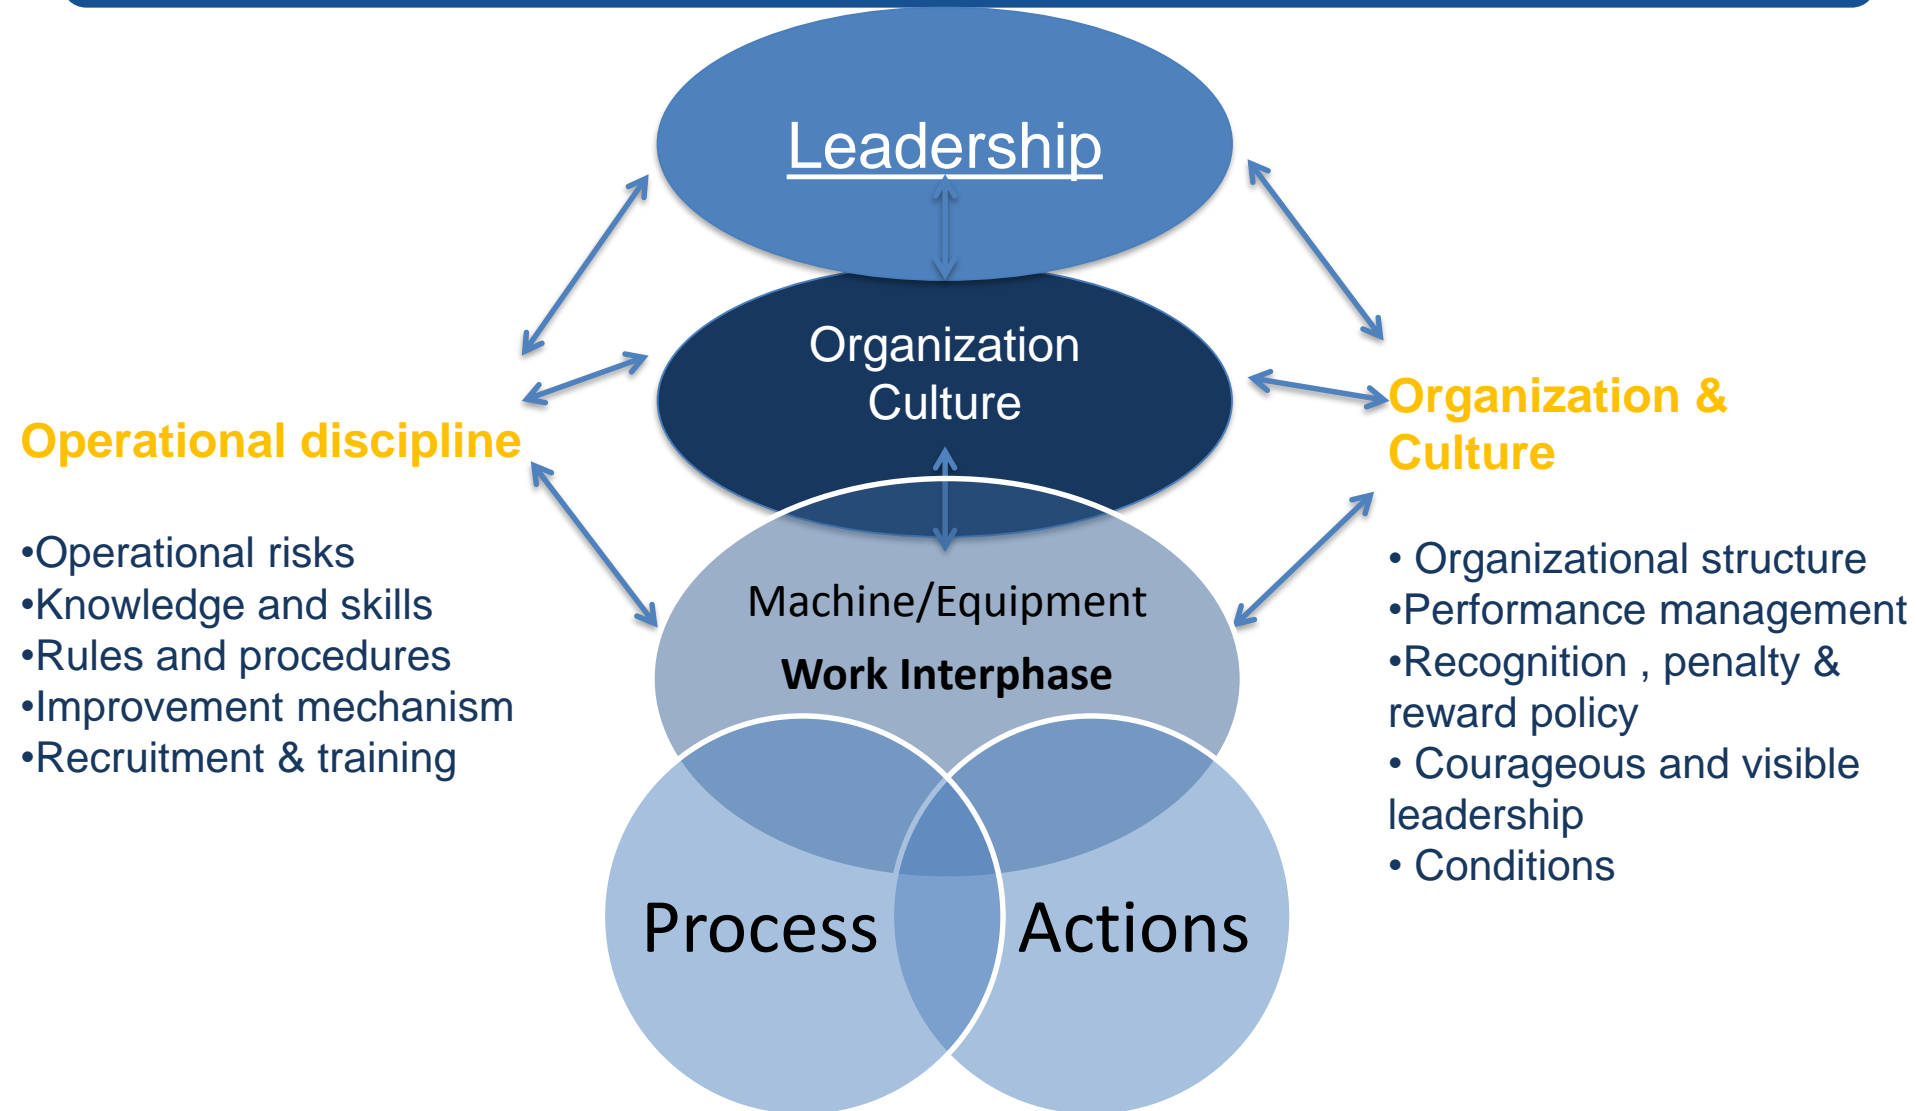 Leadership
Organization
Culture
Operational discipline
•Operational risks
•Knowledge and skills
•Rules and procedures
•Improvement mechanism
•Recruitment & training
Machine/Equipment
Work Interphase
Process
Actions
Organization &
Culture
• Organizational structure
•Performance management
•Recognition , penalty &
reward policy
• Courageous and visible
leadership
• Conditions